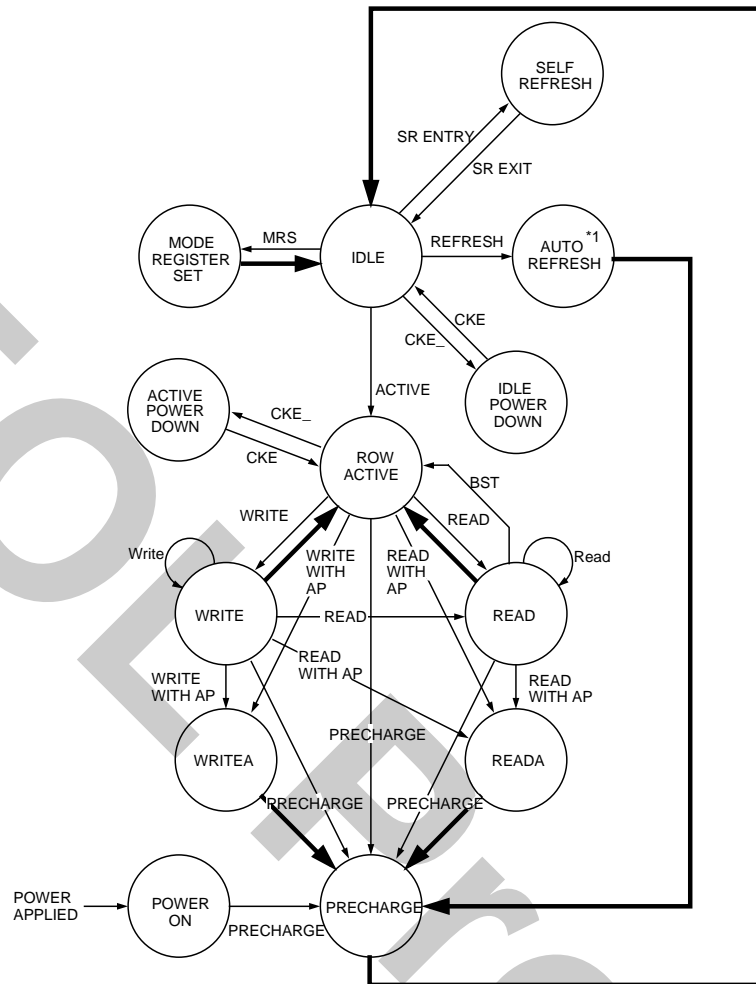 SELF
REFRESH
SR ENTRY
SR EXIT
MODE
REGISTER
SET
MRS
IDLE
REFRESH
AUTO *1
REFRESH
CKE
CKE_
IDLE
POWER
DOWN
ACTIVE
ACTIVE
POWER
DOWN
CKE_
CKE
ROW
ACTIVE
BST
WRITE
READ
Write
WRITE
WITH
AP
READ
WITH
AP
Read
WRITE
READ
READ
READ
WITH AP
WRITE
WITH AP
READ
WITH AP
WRITEA
PRECHARGE
READA
PRECHARGE
PRECHARGE
POWER
APPLIED
POWER
ON
PRECHARGE
PRECHARGE